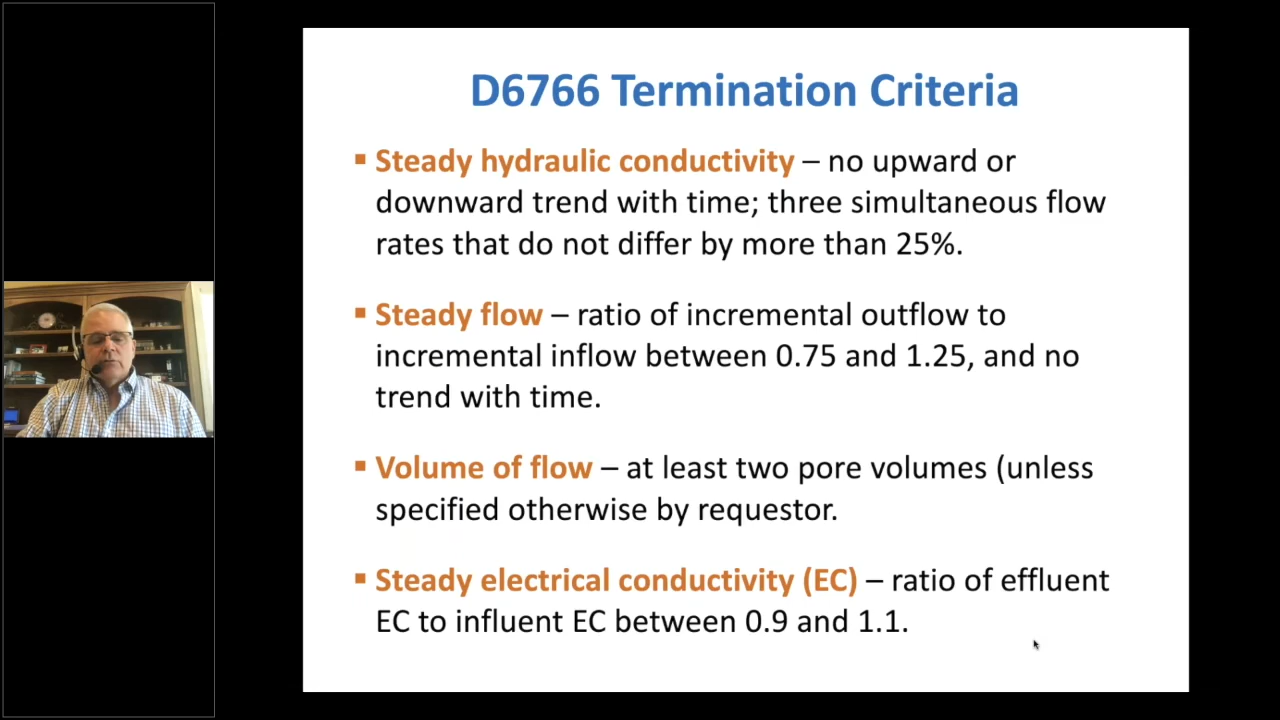 D6766 Termination Criteria
▪ Steady hydraulic conductivity – no upward or
downward trend with time; three simultaneous flow
rates that do not differ by more than 25%.
▪ Steady flow – ratio of incremental outflow to
incremental inflow between 0.75 and 1.25, and no
trend with time.
▪ Volume of flow – at least two pore volumes (unless
specified otherwise by requestor.
▪ Steady electrical conductivity (EC) – ratio of effluent
EC to influent EC between 0.9 and 1.1.